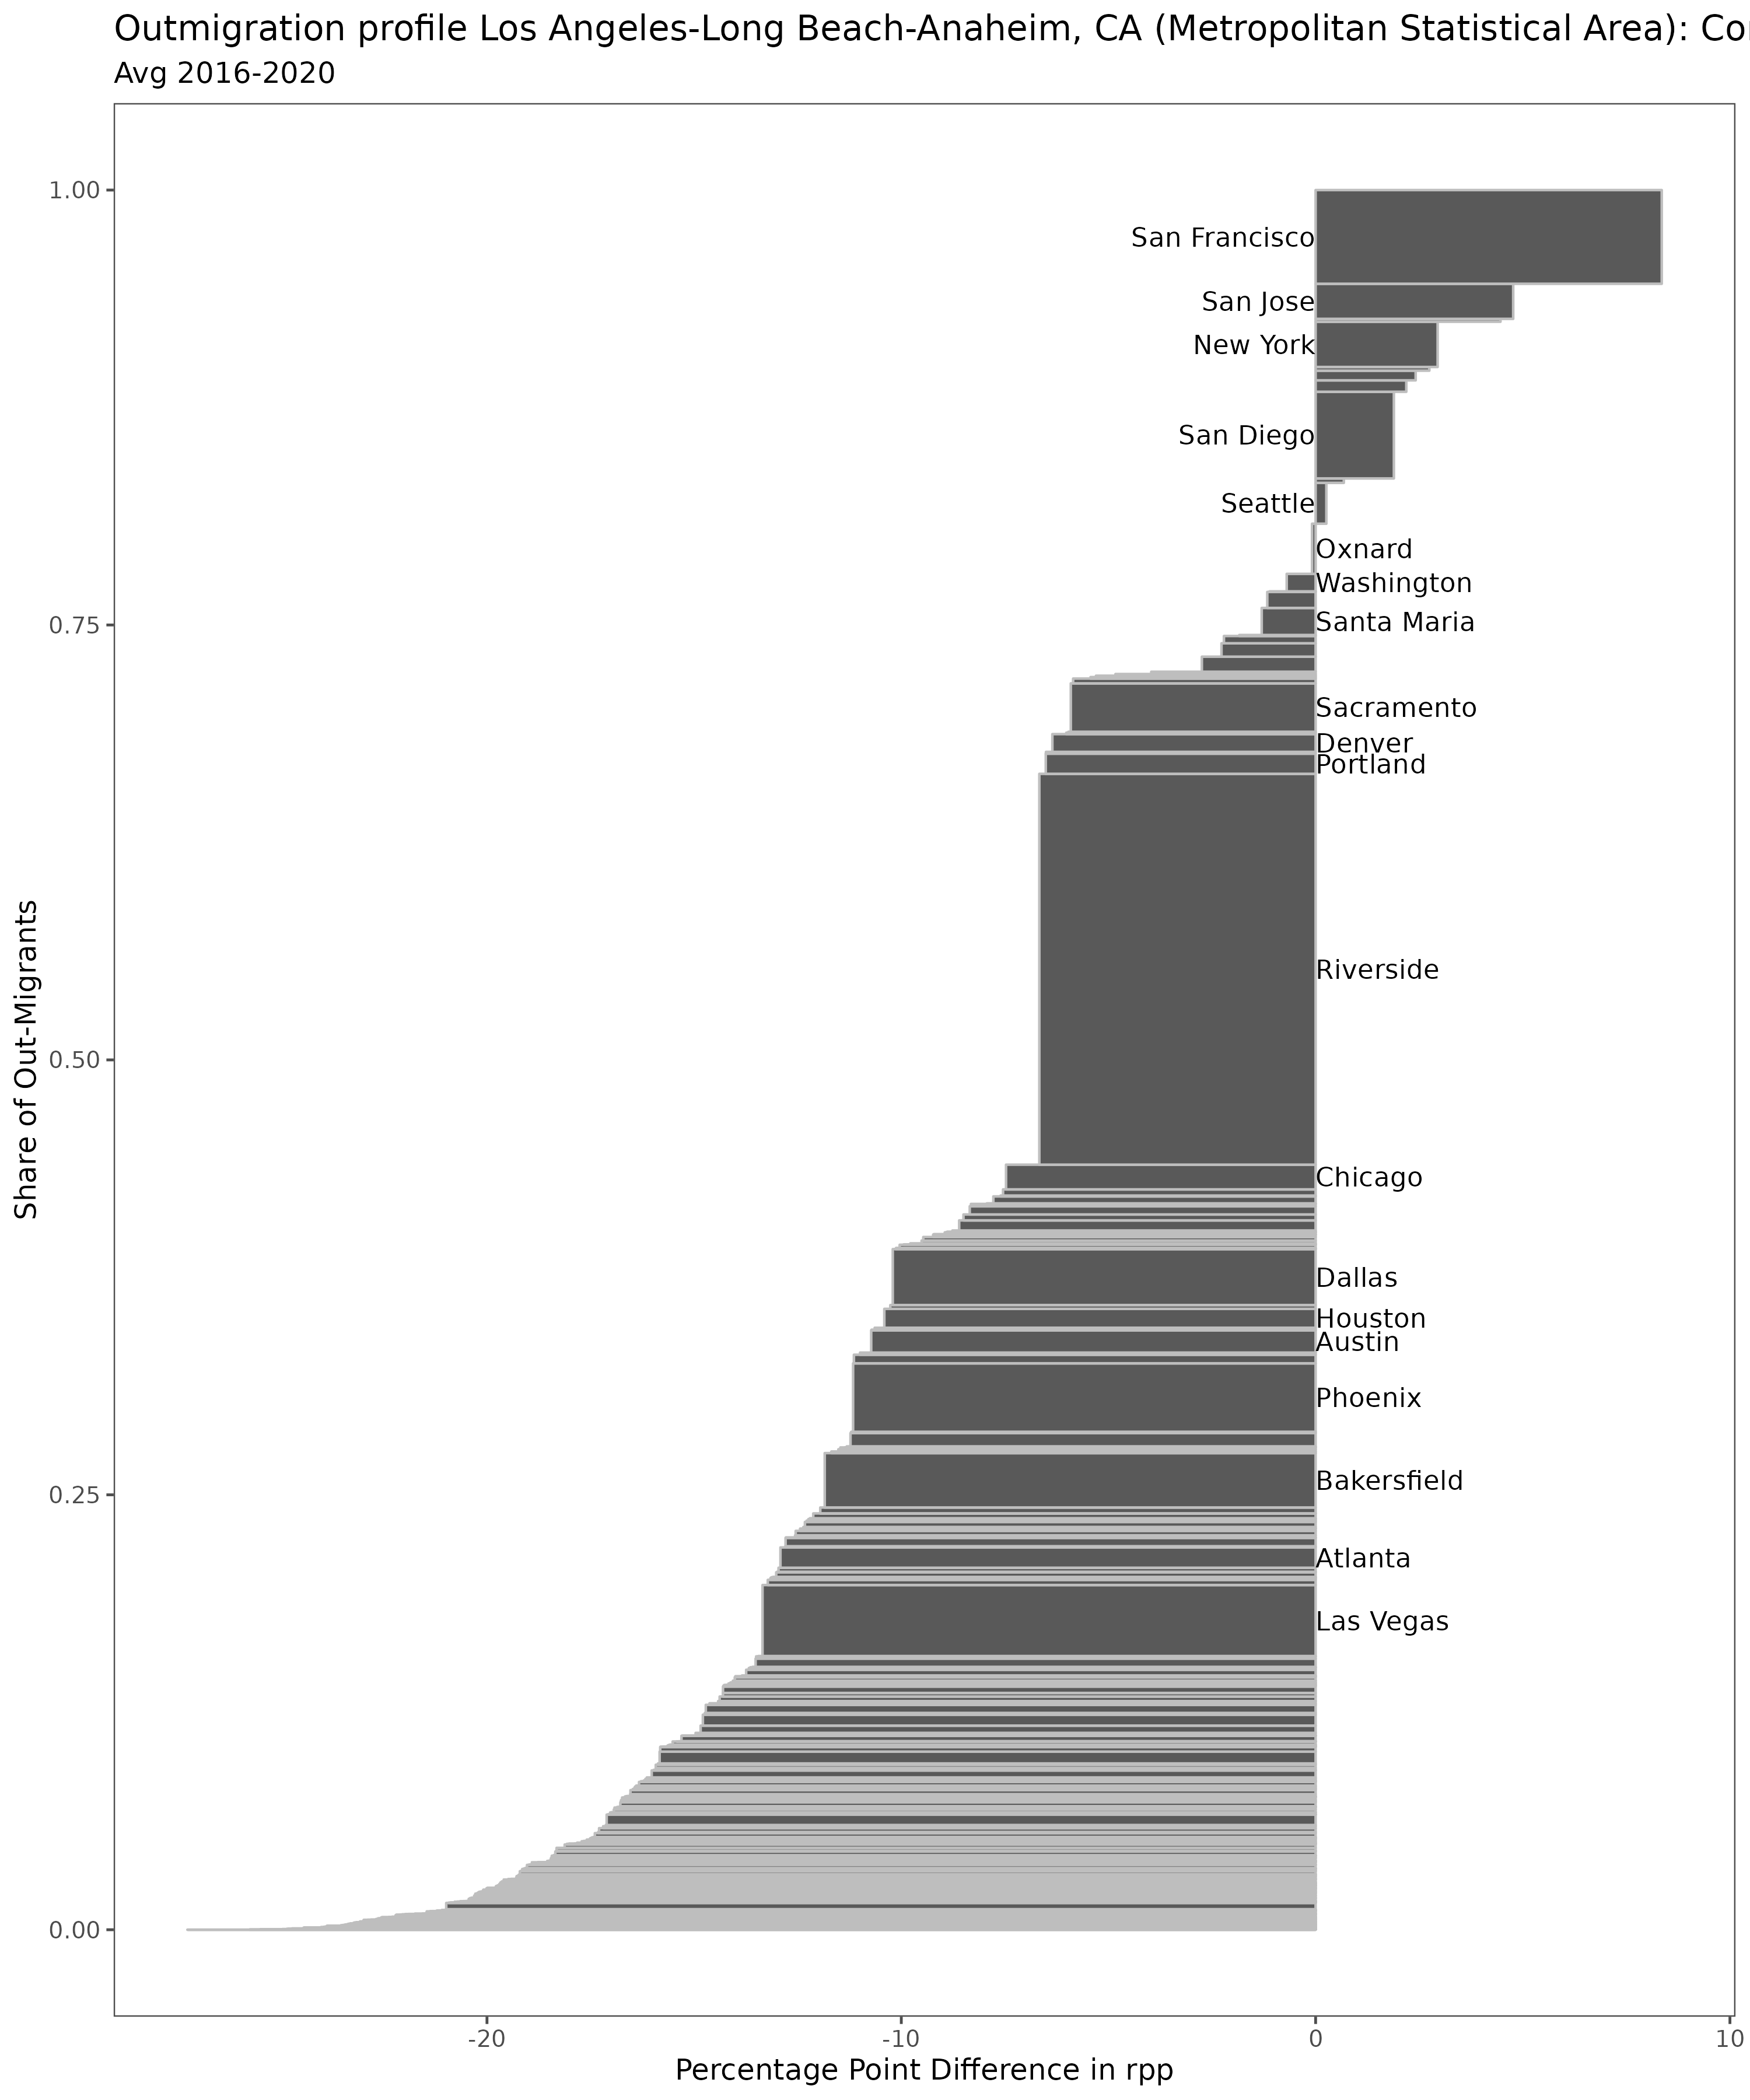 Outmigration profile Los Angeles-Long Beach-Anaheim, CA (Metropolitan Statistical Area): Co
Avg 2016-2020
1.00
San Francisco
San Jose
New York
San Diego
Seattle
Oxnard
Washington
0.75
Santa Maria
Sacramento
Denver
Portland
Riverside
Share of Out-Migrants
0.50
Chicago
Dallas
Houston
Austin
Phoenix
Bakersfield
0.25
Atlanta
Las Vegas
0.00
-20 -10 0 10
Percentage Point Difference in rpp